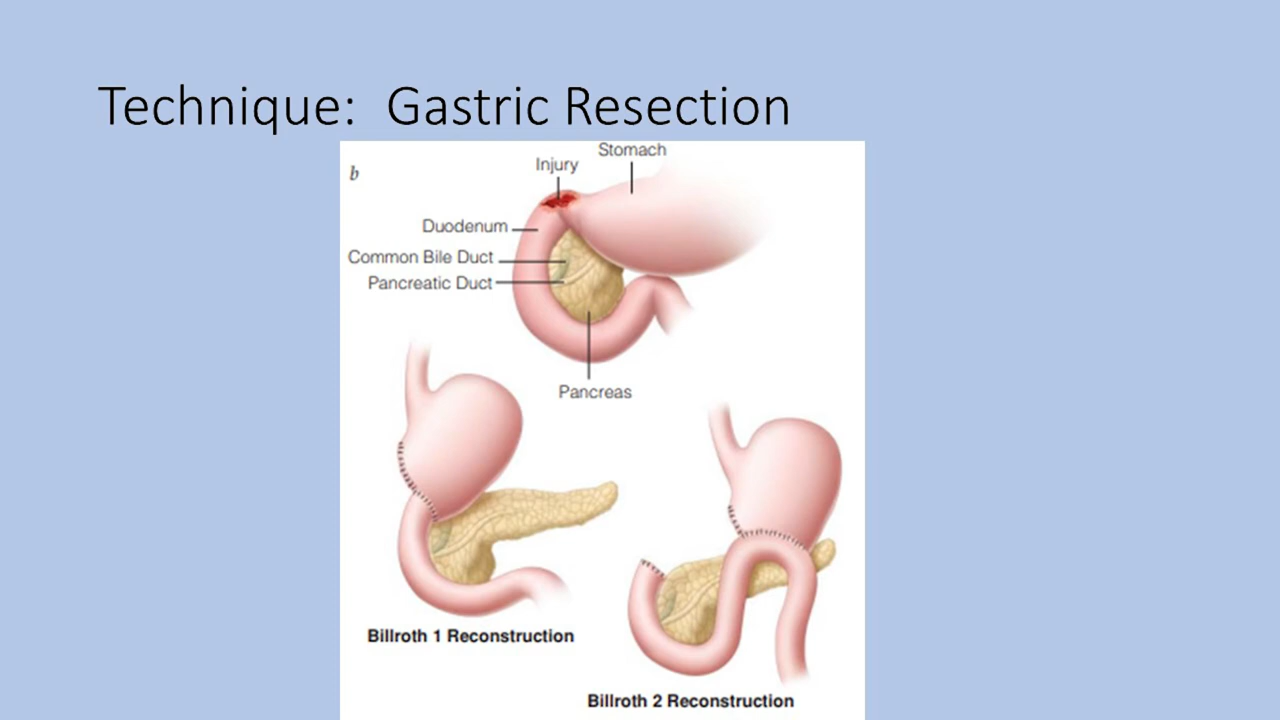 Technique:  Gastric Resection
b
Stomach
Injury
Duodenum
Common Bile Duct
Pancreatic Duct
Pancreas
Billroth 1 Reconstruction
Billroth 2 Reconstruction